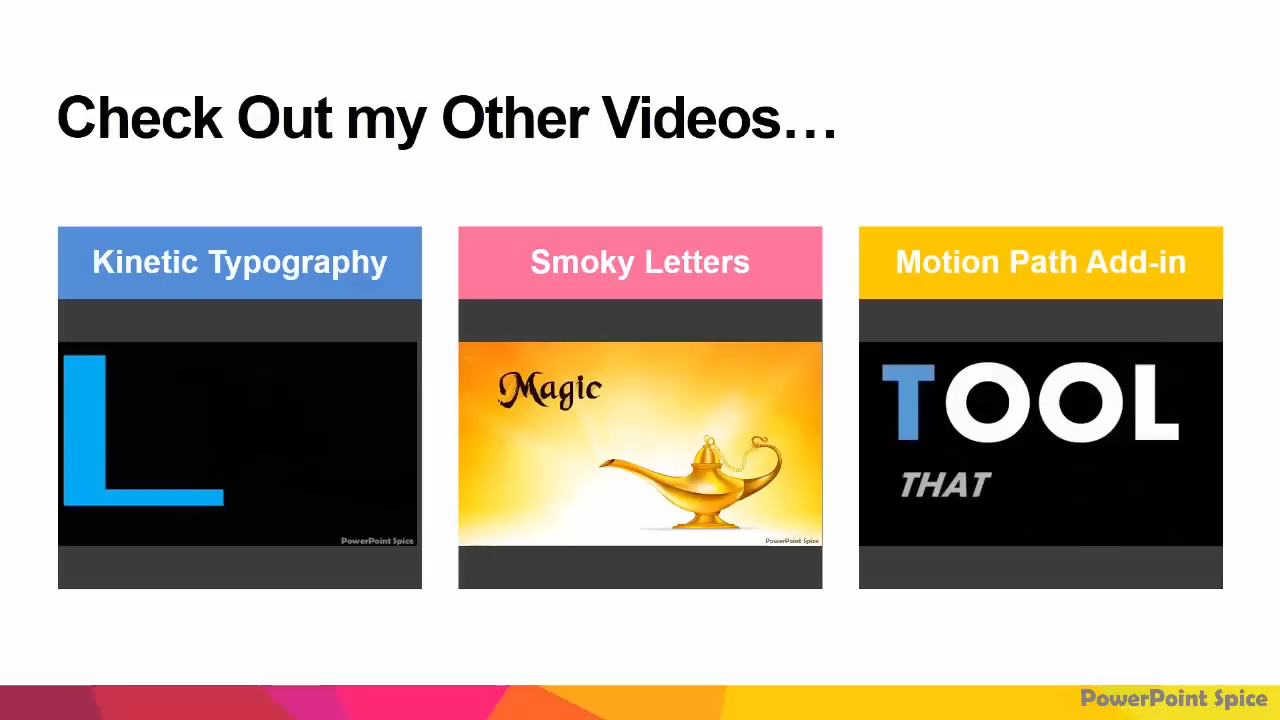 Check Out my Other Videos…
Kinetic Typography
Smoky Letters
Motion Path Add-in
L
PowerPoint Spice
Magic
PowerPoint Spice
TOOL
THAT
PowerPoint Spice